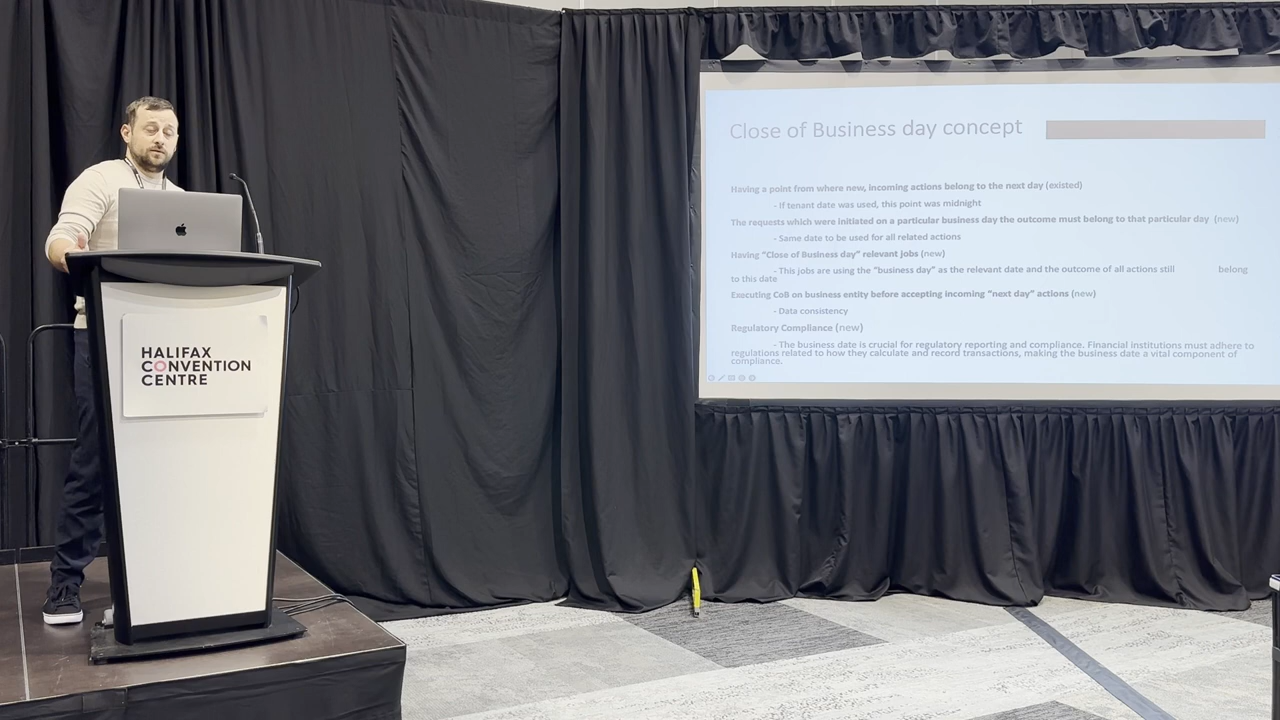 HALIFAX
CONVENTION
CENTRE
Close of Business day concept
Having a point from where new, incoming actions belong to the next day (existed)
- If tenant date was used, this point was midnight
The requests which were initiated on a particular business day the outcome must belong to that particular day (new)
- Same date to be used for all related actions
Having "Close of Business day" relevant jobs (new)
- This jobs are using the "business day" as the relevant date and the outcome of all actions still belong
to this date
Executing CoB on business entity before accepting incoming "next day" actions (new)
- Data consistency
Regulatory Compliance (new)
- The business date is crucial for regulatory reporting and compliance. Financial institutions must adhere to
regulations related to how they calculate and record transactions, making the business date a vital component of
compliance.